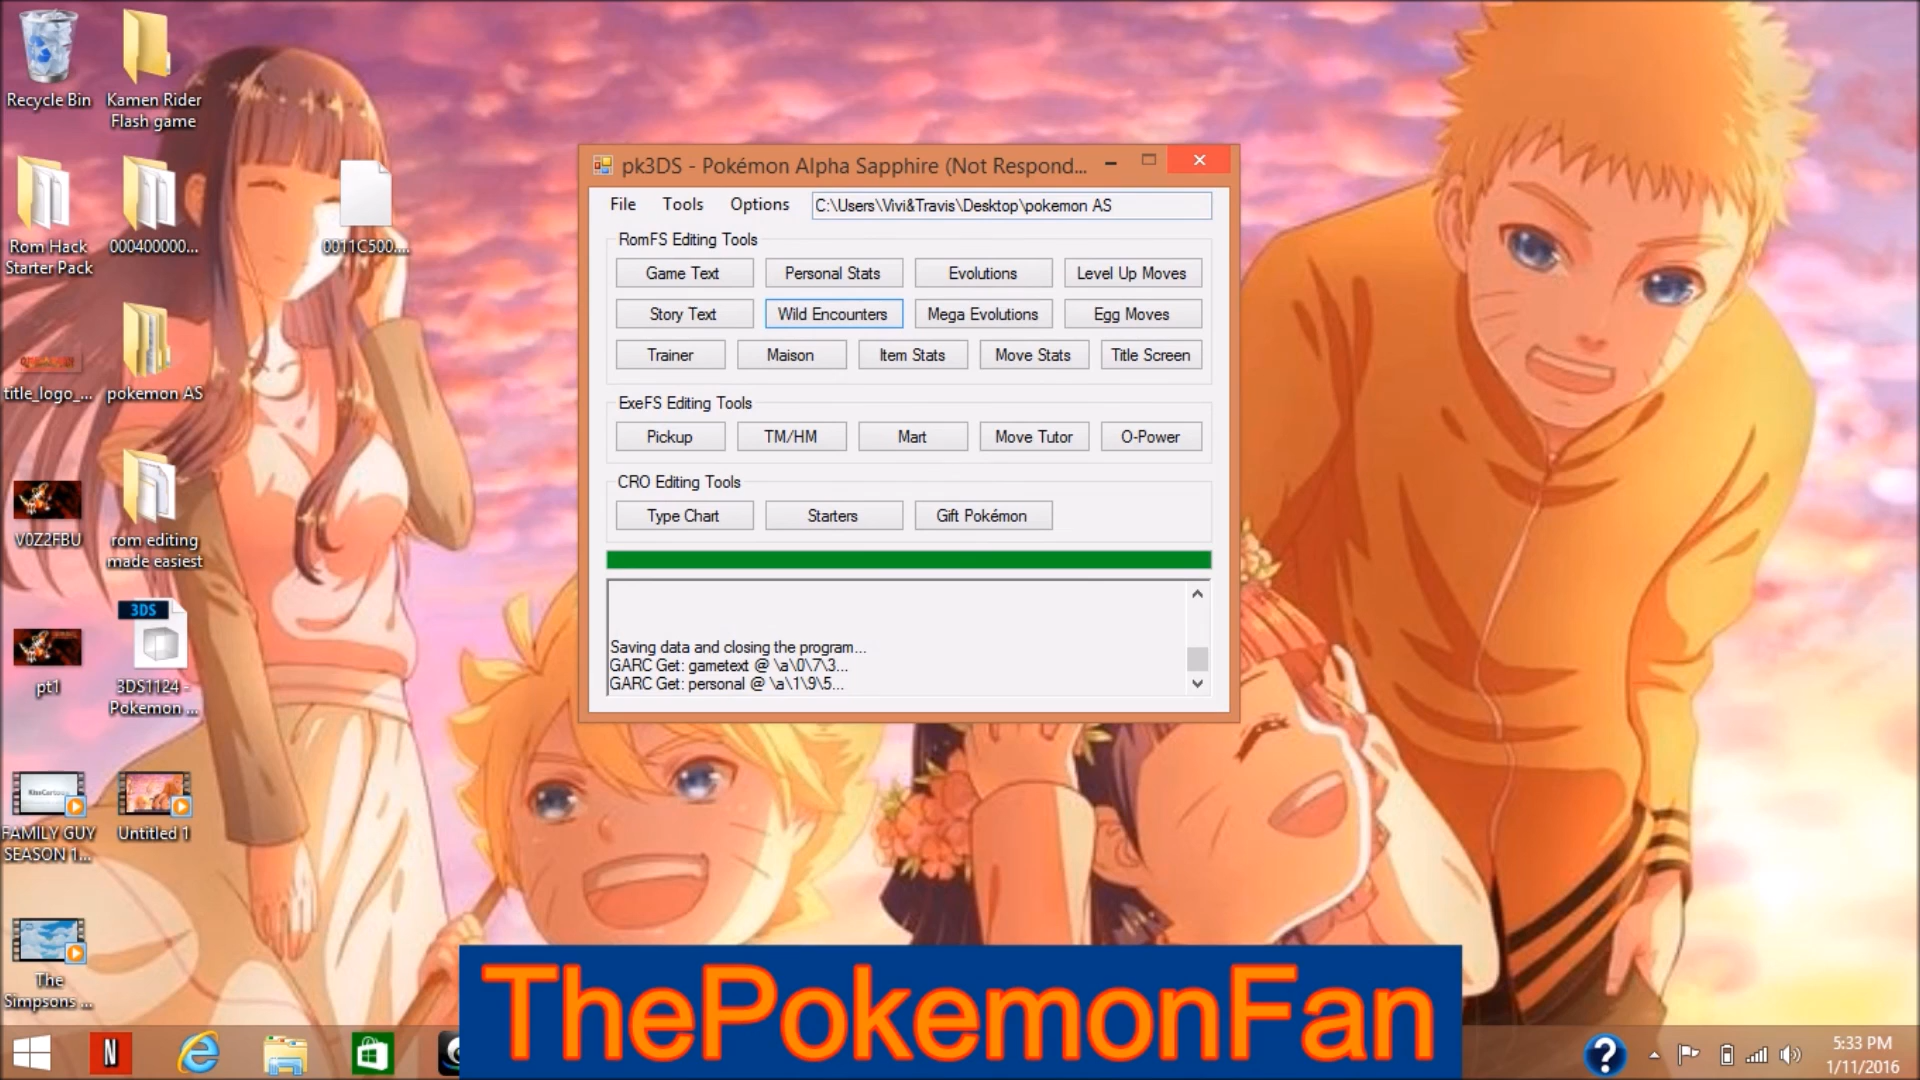 Recycle Bin
Kamen Rider
Flash game
Rom Hack
Starter Pack
000400000...
0011C500....
title_logo_...
pokemon AS
V0Z2FBU
rom editing
made easiest
3DS
pt1
3DS1124 -
Pokemon ...
FAMILY GUY
SEASON 1...
Untitled 1
The
Simpsons ...
pk3DS - Pokémon Alpha Sapphire (Not Respond...
File Tools Options C:\Users\Vivi&Travis\Desktop\pokemon AS
RomFS Editing Tools
Game Text Personal Stats Evolutions Level Up Moves
Story Text Wild Encounters Mega Evolutions Egg Moves
Trainer Maison Item Stats Move Stats Title Screen
ExeFS Editing Tools
Pickup TM/HM Mart Move Tutor O-Power
CRO Editing Tools
Type Chart Starters Gift Pokémon
Saving data and closing the program...
GARC Get: gametext @ \a\0\7\3...
GARC Get: personal @ \a\1\9\5...
ThePokemonFan
N
5:33 PM
1/11/2016